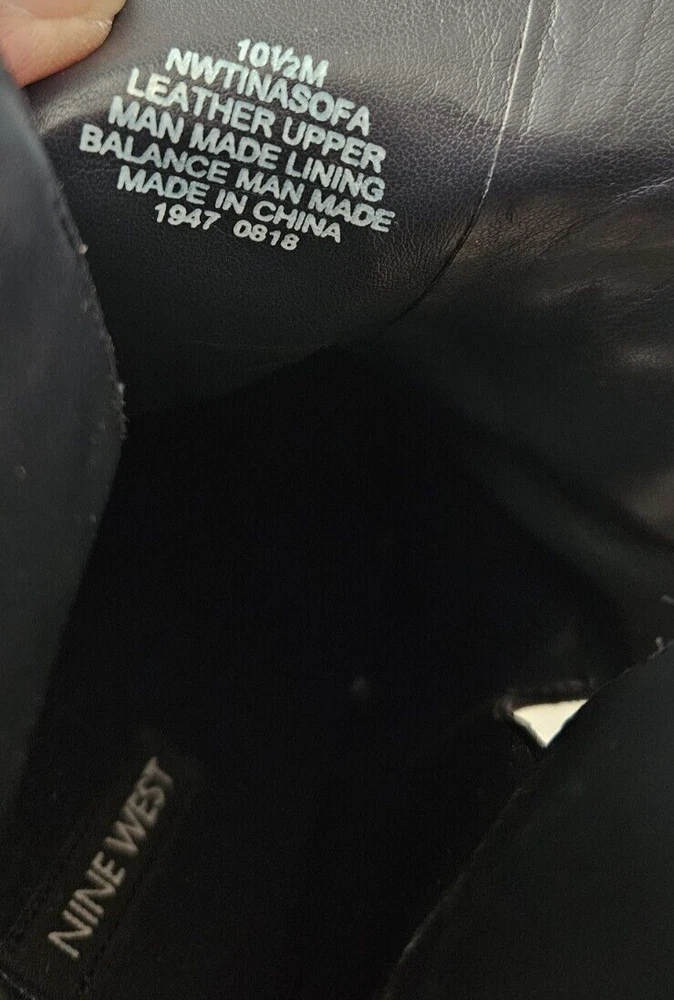 10½M
NWTINASOFA
LEATHER UPPER
MAN MADE LINING
BALANCE MAN MADE
MADE IN CHINA
1947 0818
NINE WEST